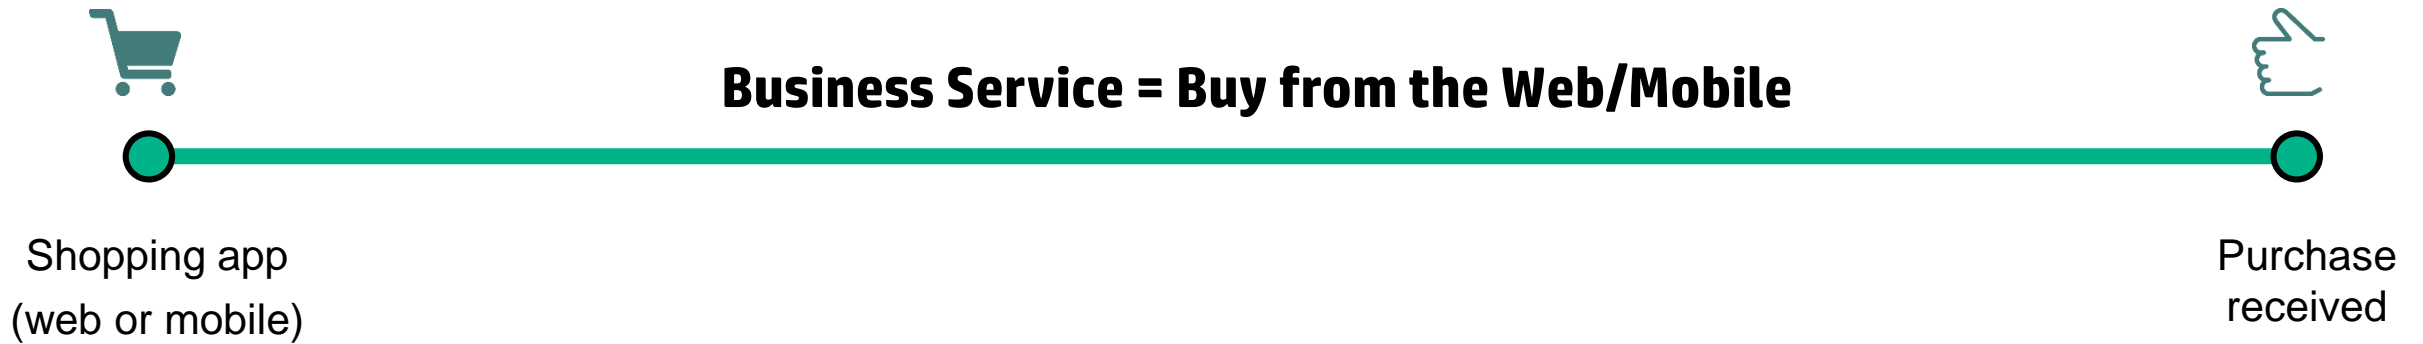 Business Service = Buy from the Web/Mobile
Shopping app
(web or mobile)
Purchase
received